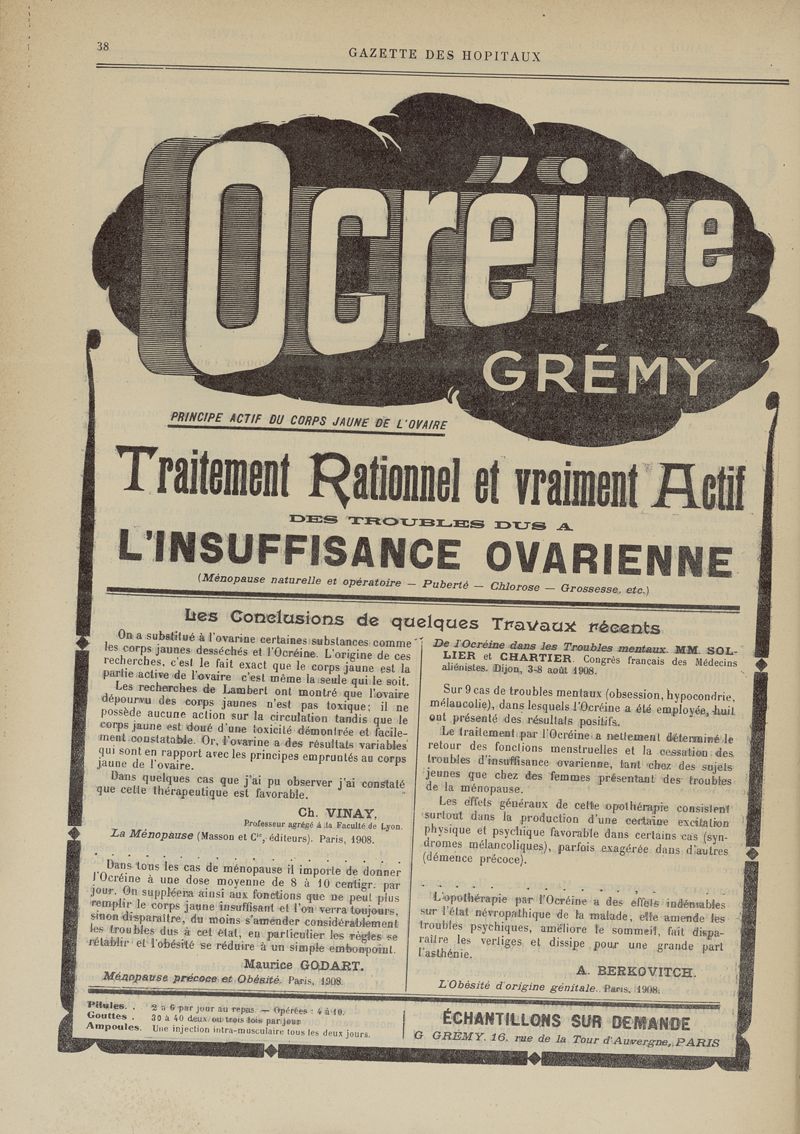 38
GAZETTE DES HOPITAUX
Ocréine
GRÉMY
PRINCIPE ACTIF DU CORPS JAUNE DE L'OVAIRE
Traitement Rationnel et vraiment Actif
DES TROUBLES DUS A
L'INSUFFISANCE OVARIENNE
(Ménopause naturelle et opératoire — Puberté — Chlorose — Grossesse, etc.)
Les Conclusions de quelques Travaux récents
On a substitué à l'ovarine certaines substances comme
les corps jaunes desséchés et l'Ocréine. L'origine de ces
recherches, c'est le fait exact que le corps jaune est la
partie active de l'ovaire c'est même la seule qui le soit.
Les recherches de Lambert ont montré que l'ovaire
dépourvu des corps jaunes n'est pas toxique; il ne
possède aucune action sur la circulation tandis que le
corps jaune est doué d'une toxicité démontrée et facile-
ment constatable. Or, l'ovarine a des résultats variables
qui sont en rapport avec les principes empruntés au corps
jaune de l'ovaire.
Dans quelques cas que j'ai pu observer j'ai constaté
que cette thérapeutique est favorable.
Ch. VINAY,
Professeur agrégé à la Faculté de Lyon.
La Ménopause (Masson et Cie, éditeurs). Paris, 1908.
. . . . . . . . . . . .
Dans tous les cas de ménopause il importe de donner
l'Ocréine à une dose moyenne de 8 à 10 centigr. par
jour. On suppléera ainsi aux fonctions que ne peut plus
remplir le corps jaune insuffisant et l'on verra toujours,
sinon disparaître, du moins s'amender considérablement
les troubles dus à cet état, en particulier les règles se
rétablir et l'obésité se réduire à un simple embonpoint.
Maurice GODART.
Ménopause précoce et Obésité. Paris, 1908.
De l'Ocréine dans les Troubles mentaux. MM. SOL-
LIER et CHARTIER. Congrès francais des Médecins
aliénistes. Dijon, 3-8 août 1908.
Sur 9 cas de troubles mentaux (obsession, hypocondrie,
mélancolie), dans lesquels l'Ocréine a été employée, huit
ont présenté des résultats positifs.
Le traitement par l'Ocréine a nettement déterminé le
retour des fonctions menstruelles et la cessation des
troubles d'insuffisance ovarienne, tant chez des sujets
jeunes que chez des femmes présentant des troubles
de la ménopause.
Les effets généraux de cette opothérapie consistent
surtout dans la production d'une certaine excitation
physique et psychique favorable dans certains cas (syn-
dromes mélancoliques), parfois exagérée dans d'autres
(démence précoce).
. . . . . . . . . . . .
L'opothérapie par l'Ocréine a des effets indéniables
sur l'état névropathique de la malade, elle amende les
troubles psychiques, améliore le sommeil, fait dispa-
raître les vertiges et dissipe pour une grande part
l'asthénie.
A. BERKOVITCH.
L'Obésité d'origine génitale. Paris, 1908.
Pilules. . 2 à 6 par jour au repas. — Opérées : 4 à 10.
Gouttes . 30 à 40 deux ou trois fois par jour
Ampoules. Une injection intra-musculaire tous les deux jours.
ÉCHANTILLONS SUR DEMANDE
G GRÉMY. 16, rue de la Tour d'Auvergne, PARIS